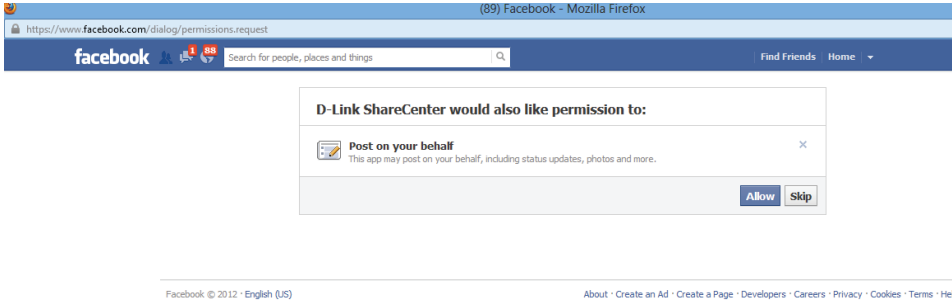 (89) Facebook - Mozilla Firefox
https://www.facebook.com/dialog/permissions.request
facebook 1 88 Search for people, places and things Find Friends Home
D-Link ShareCenter would also like permission to:
Post on your behalf
This app may post on your behalf, including status updates, photos and more.
Allow Skip
Facebook © 2012 · English (US) About · Create an Ad · Create a Page · Developers · Careers · Privacy · Cookies · Terms · He